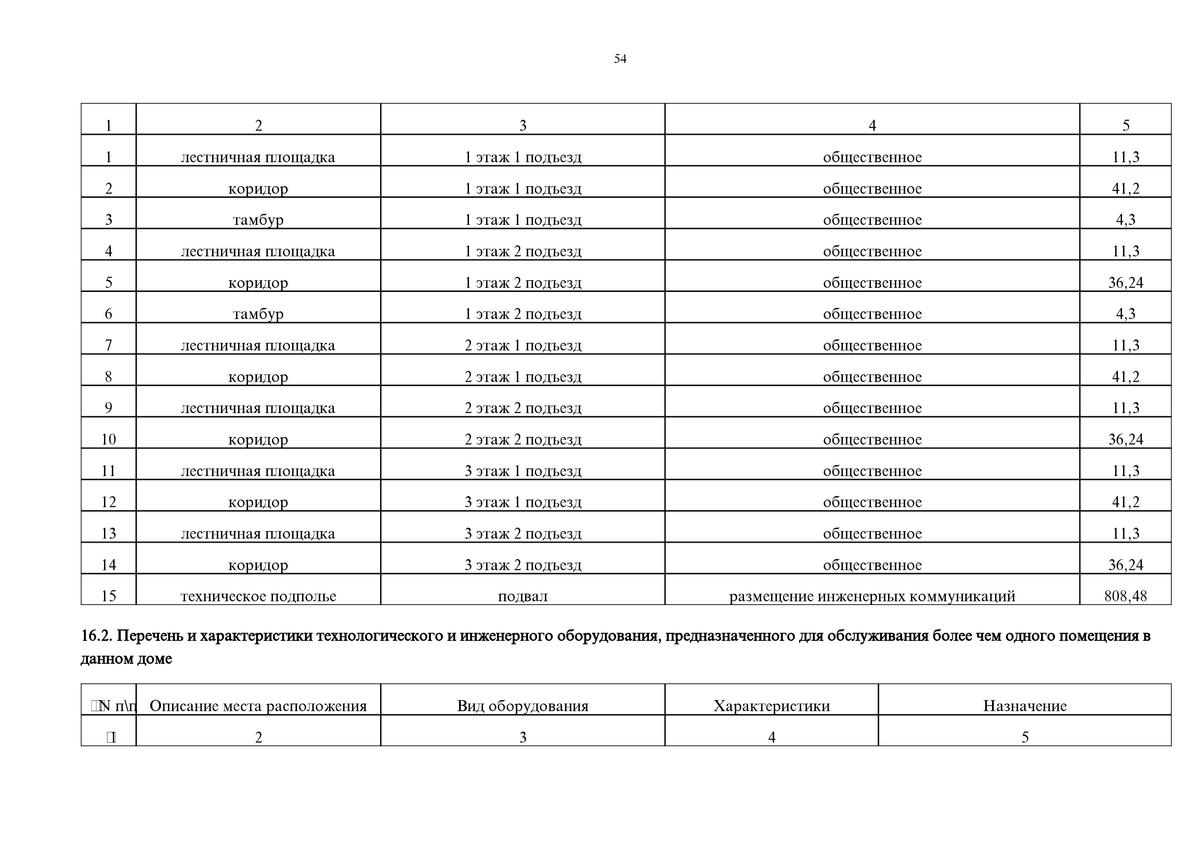 54
1 2 3 4 5
1 лестничная площадка 1 этаж 1 подъезд общественное 11,3
2 коридор 1 этаж 1 подъезд общественное 41,2
3 тамбур 1 этаж 1 подъезд общественное 4,3
4 лестничная площадка 1 этаж 2 подъезд общественное 11,3
5 коридор 1 этаж 2 подъезд общественное 36,24
6 тамбур 1 этаж 2 подъезд общественное 4,3
7 лестничная площадка 2 этаж 1 подъезд общественное 11,3
8 коридор 2 этаж 1 подъезд общественное 41,2
9 лестничная площадка 2 этаж 2 подъезд общественное 11,3
10 коридор 2 этаж 2 подъезд общественное 36,24
11 лестничная площадка 3 этаж 1 подъезд общественное 11,3
12 коридор 3 этаж 1 подъезд общественное 41,2
13 лестничная площадка 3 этаж 2 подъезд общественное 11,3
14 коридор 3 этаж 2 подъезд общественное 36,24
15 техническое подполье подвал размещение инженерных коммуникаций 808,48
16.2. Перечень и характеристики технологического и инженерного оборудования, предназначенного для обслуживания более чем одного помещения в
данном доме
N п\п Описание места расположения Вид оборудования Характеристики Назначение
1 2 3 4 5